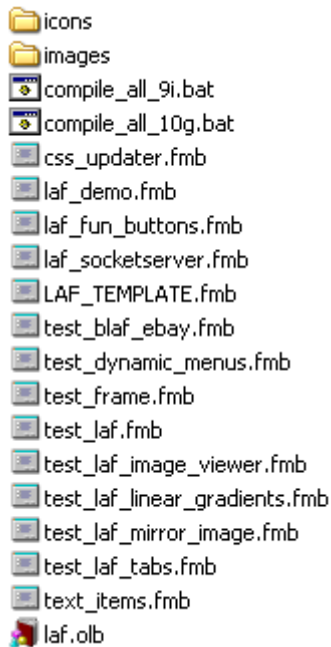 icons
images
compile_all_9i.bat
compile_all_10g.bat
css_updater.fmb
laf_demo.fmb
laf_fun_buttons.fmb
laf_socketserver.fmb
LAF_TEMPLATE.fmb
test_blaf_ebay.fmb
test_dynamic_menus.fmb
test_frame.fmb
test_laf.fmb
test_laf_image_viewer.fmb
test_laf_linear_gradients.fmb
test_laf_mirror_image.fmb
test_laf_tabs.fmb
text_items.fmb
laf.olb